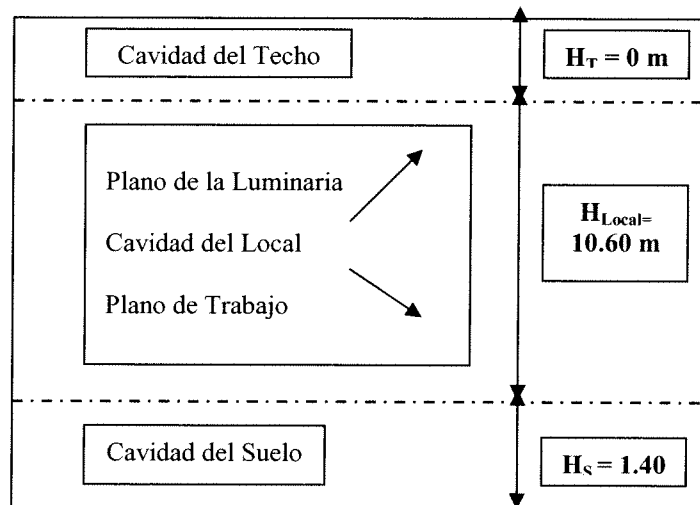 Cavidad del Techo
H_T = 0 m
Plano de la Luminaria
Cavidad del Local
Plano de Trabajo
H_Local=
10.60 m
Cavidad del Suelo
H_S = 1.40